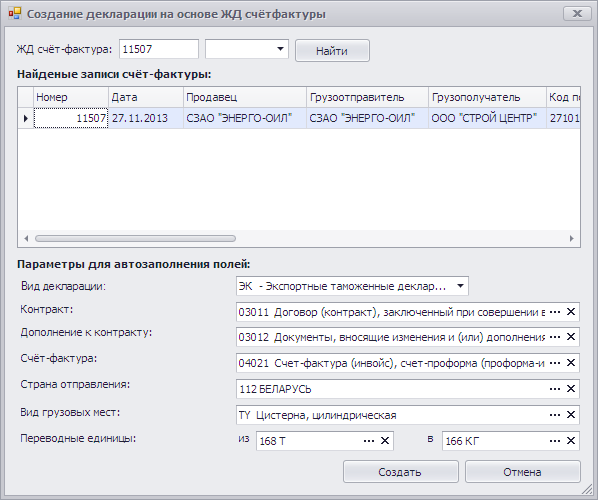 Создание декларации на основе ЖД счётфактуры
ЖД счёт-фактура: 11507 Найти
Найденые записи счёт-фактуры:
Номер Дата Продавец Грузоотправитель Грузополучатель Код по
11507 27.11.2013 СЗАО "ЭНЕРГО-ОИЛ" СЗАО "ЭНЕРГО-ОИЛ" ООО "СТРОЙ ЦЕНТР" 27101
Параметры для автозаполнения полей:
Вид декларации: ЭК - Экспортные таможенные деклар...
Контракт: 03011 Договор (контракт), заключенный при совершении в ...
Дополнение к контракту: 03012 Документы, вносящие изменения и (или) дополнения ...
Счёт-фактура: 04021 Счет-фактура (инвойс), счет-проформа (проформа-и ...
Страна отправления: 112 БЕЛАРУСЬ ...
Вид грузовых мест: TY Цистерна, цилиндрическая ...
Переводные единицы: из 168 Т ... в 166 КГ ...
Создать Отмена